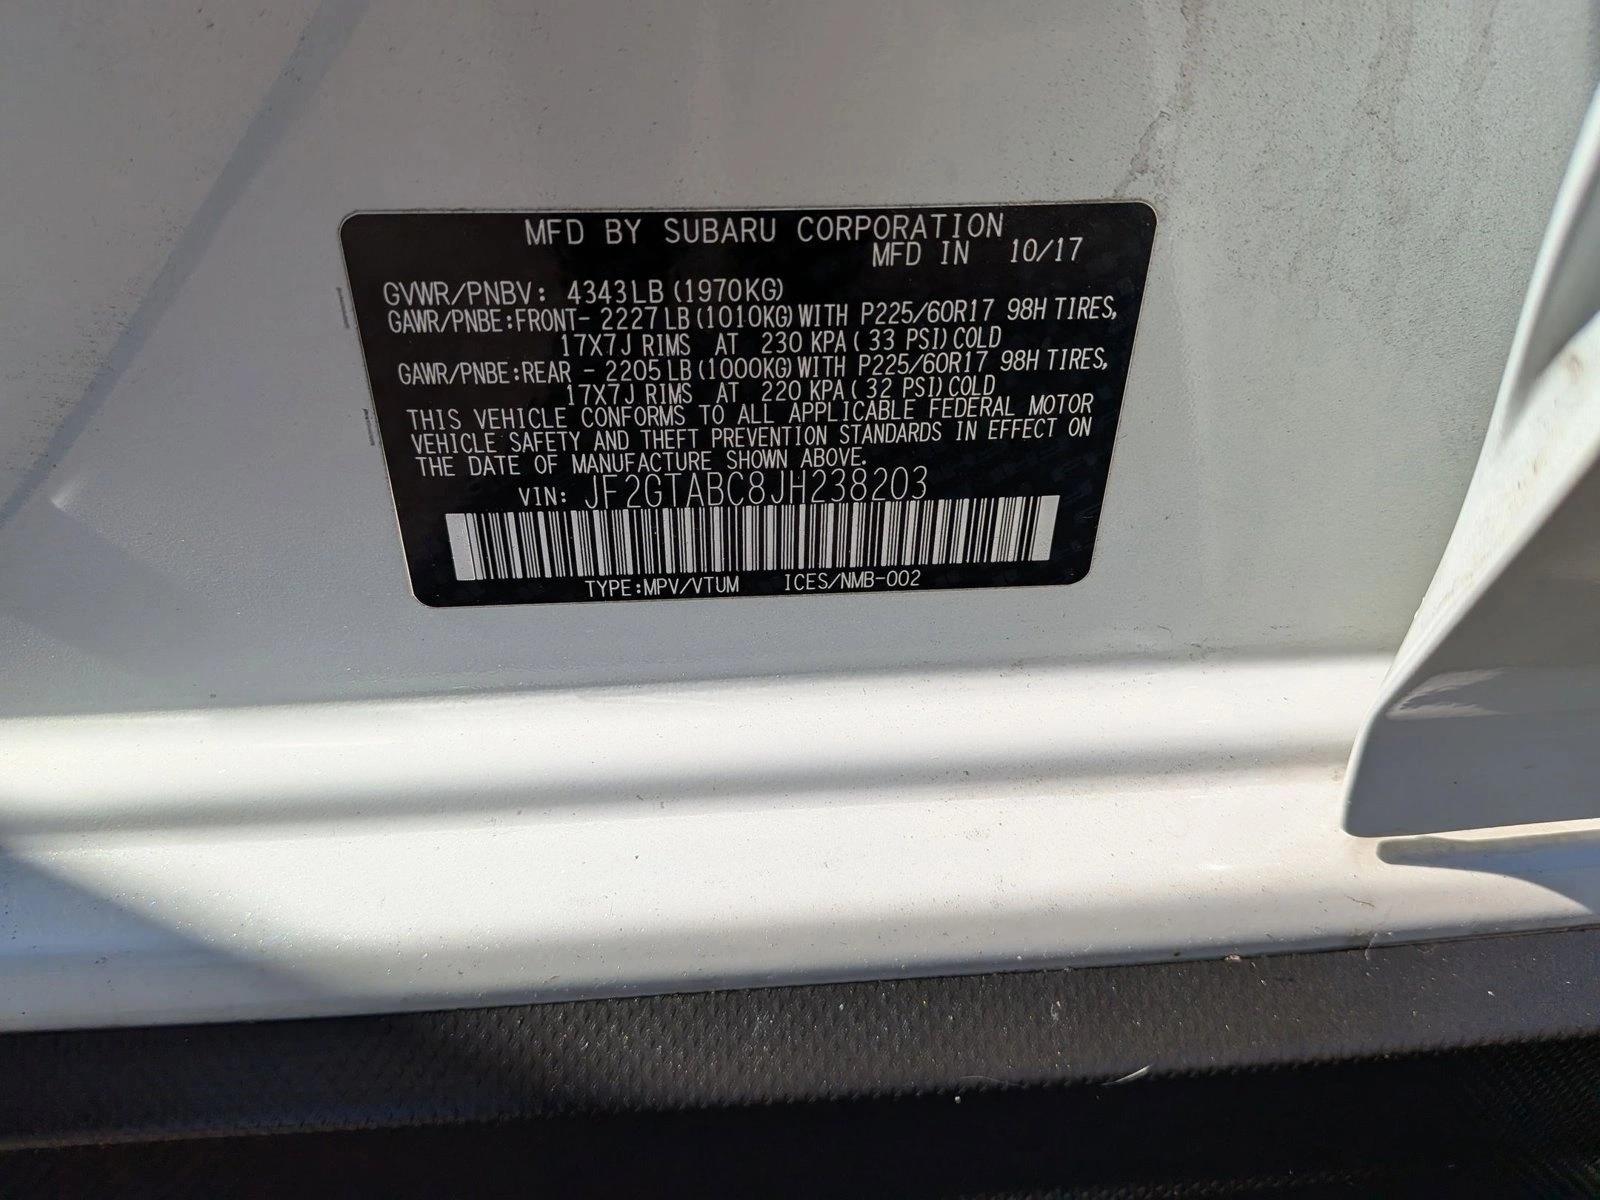 MFD BY SUBARU CORPORATION
MFD IN 10/17
GVWR/PNBV: 4343LB (1970KG)
GAWR/PNBE:FRONT- 2227 LB (1010KG) WITH P225/60R17 98H TIRES,
17X7J RIMS AT 230 KPA ( 33 PSI) COLD
GAWR/PNBE:REAR - 2205 LB (1000KG) WITH P225/60R17 98H TIRES,
17X7J RIMS AT 220 KPA ( 32 PSI) COLD
THIS VEHICLE CONFORMS TO ALL APPLICABLE FEDERAL MOTOR
VEHICLE SAFETY AND THEFT PREVENTION STANDARDS IN EFFECT ON
THE DATE OF MANUFACTURE SHOWN ABOVE.
VIN: JF2GTABC8JH238203
TYPE:MPV/VTUM ICES/NMB-002